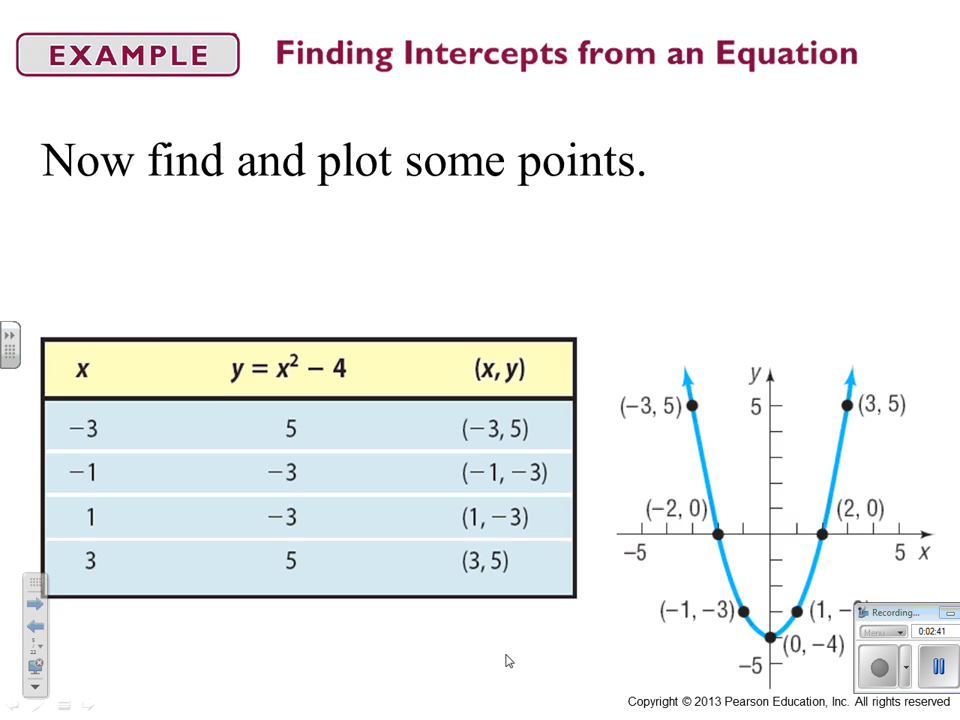 EXAMPLE Finding Intercepts from an Equation
Now find and plot some points.
x y = x² − 4 (x, y)
−3 5 (−3, 5)
−1 −3 (−1, −3)
1 −3 (1, −3)
3 5 (3, 5)
y
(−3, 5) 5 (3, 5)
(−2, 0) (2, 0)
−5 5 x
(−1, −3) (1, −
(0, −4)
−5
Recording...
Menu 0:02:41
Copyright © 2013 Pearson Education, Inc. All rights reserved